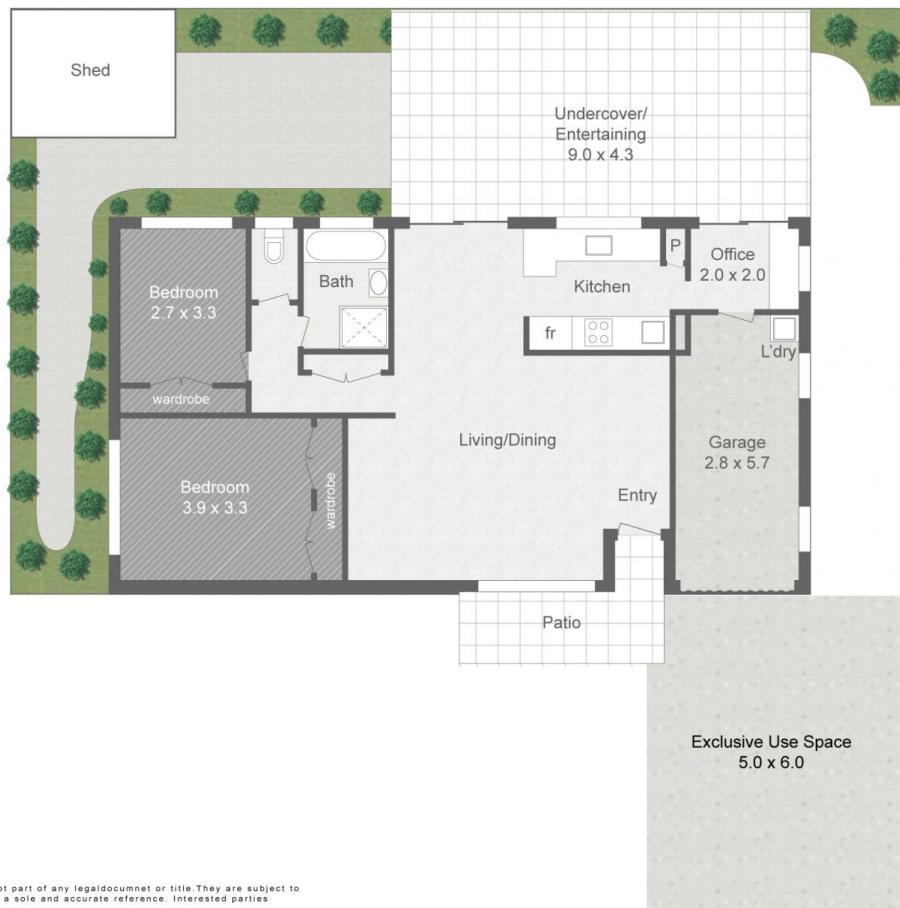 Shed
Undercover/
Entertaining
9.0 x 4.3
Bedroom
2.7 x 3.3
Bath
Kitchen
P
Office
2.0 x 2.0
fr
L'dry
wardrobe
Living/Dining
Garage
2.8 x 5.7
Bedroom
3.9 x 3.3
wardrobe
Entry
Patio
Exclusive Use Space
5.0 x 6.0
ot part of any legaldocumnet or title.They are subject to
a sole and accurate reference. Interested parties